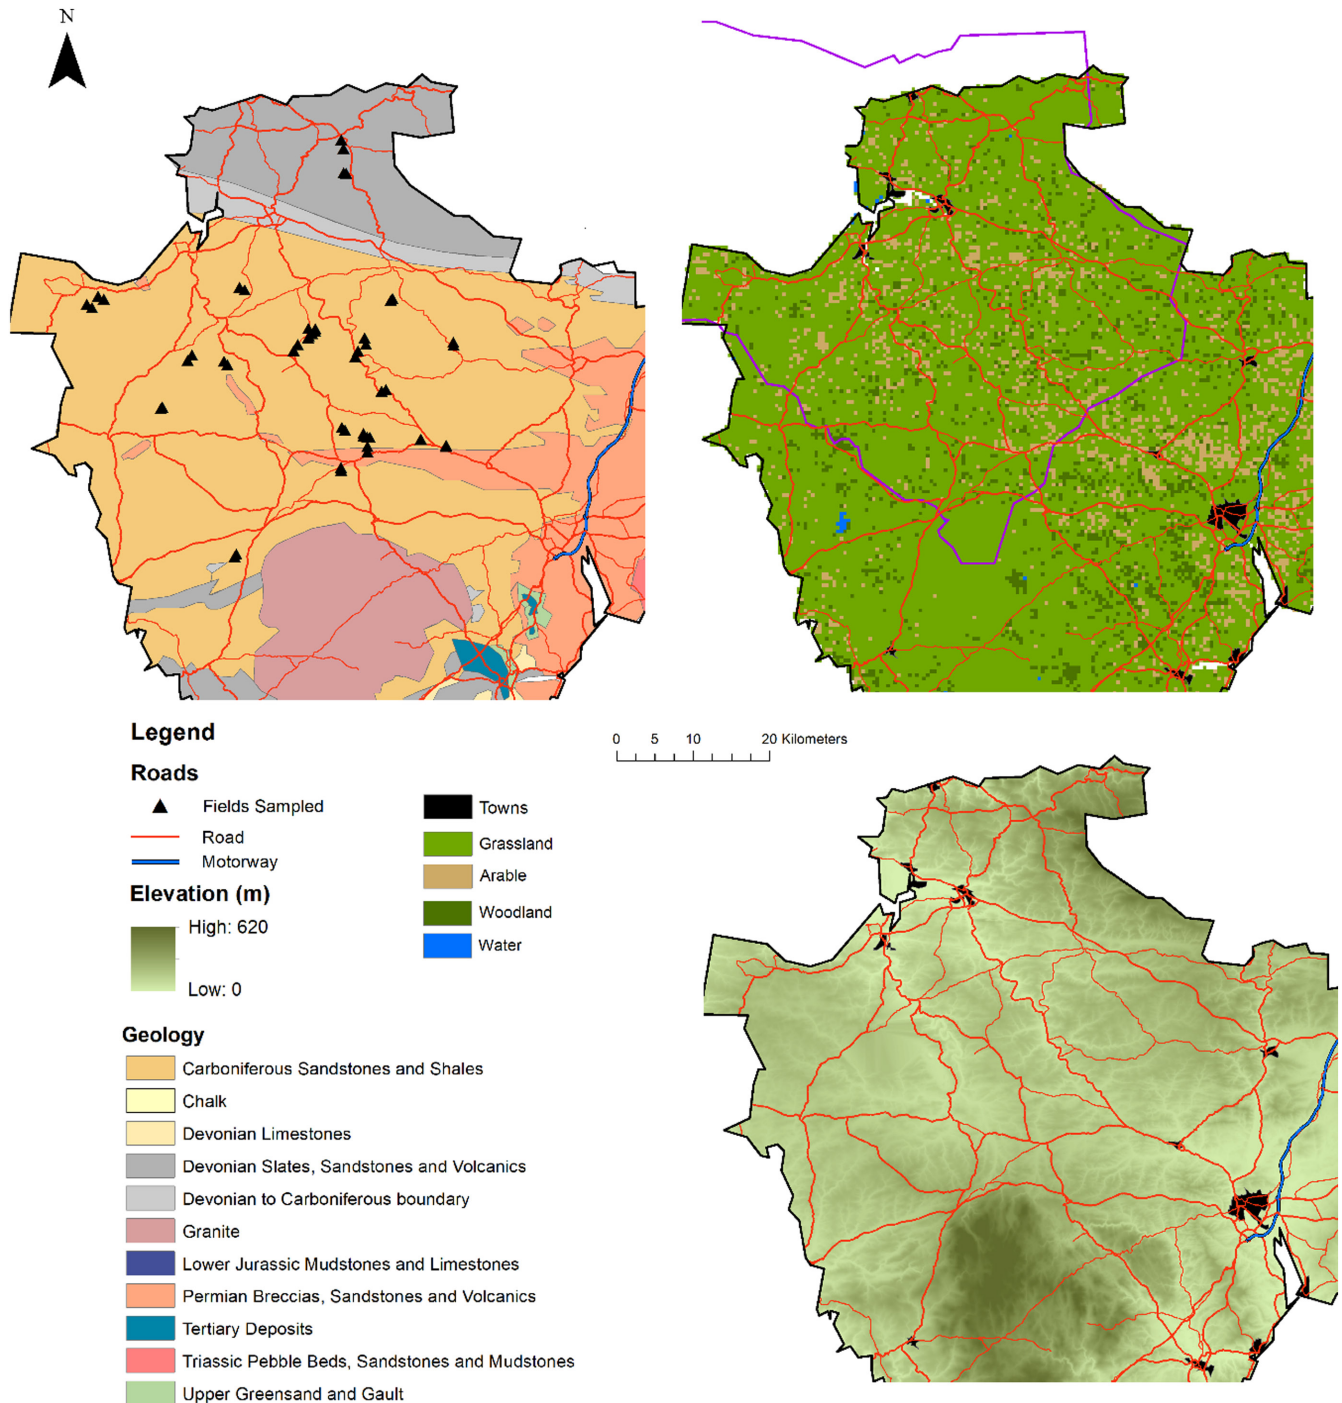 N
Legend
0 5 10 20 Kilometers
Roads
Fields Sampled
Road
Motorway
Elevation (m)
High: 620
Low: 0
Towns
Grassland
Arable
Woodland
Water
Geology
Carboniferous Sandstones and Shales
Chalk
Devonian Limestones
Devonian Slates, Sandstones and Volcanics
Devonian to Carboniferous boundary
Granite
Lower Jurassic Mudstones and Limestones
Permian Breccias, Sandstones and Volcanics
Tertiary Deposits
Triassic Pebble Beds, Sandstones and Mudstones
Upper Greensand and Gault